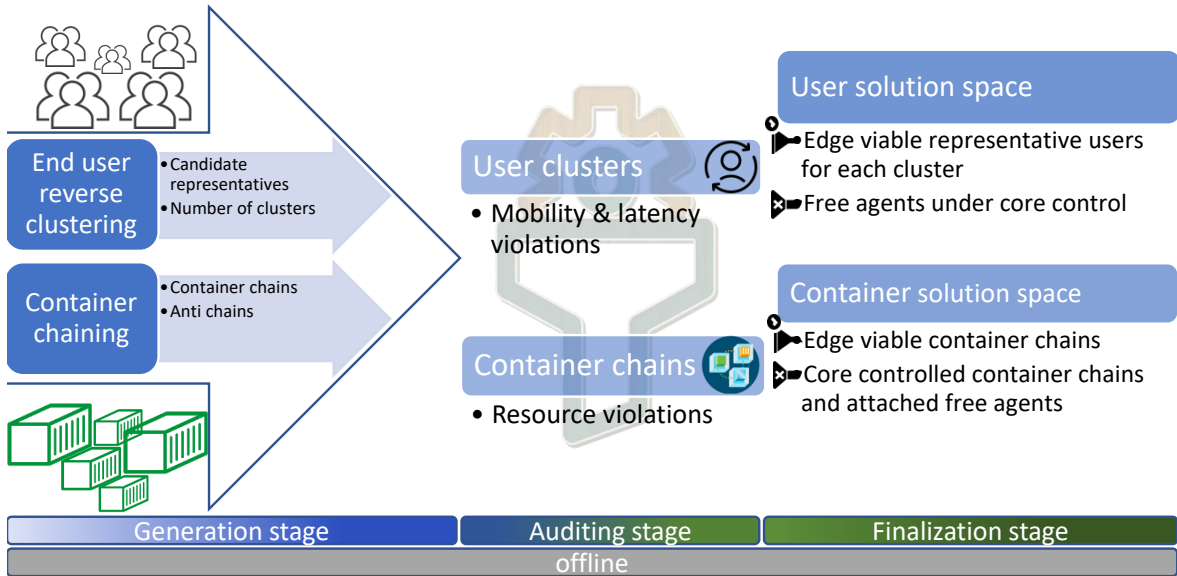 End user
reverse
clustering
• Candidate
representatives
• Number of clusters
Container
chaining
• Container chains
• Anti chains
User clusters
• Mobility & latency
violations
Container chains
• Resource violations
User solution space
Edge viable representative users
for each cluster
Free agents under core control
Container solution space
Edge viable container chains
Core controlled container chains
and attached free agents
Generation stage
Auditing stage
Finalization stage
offline